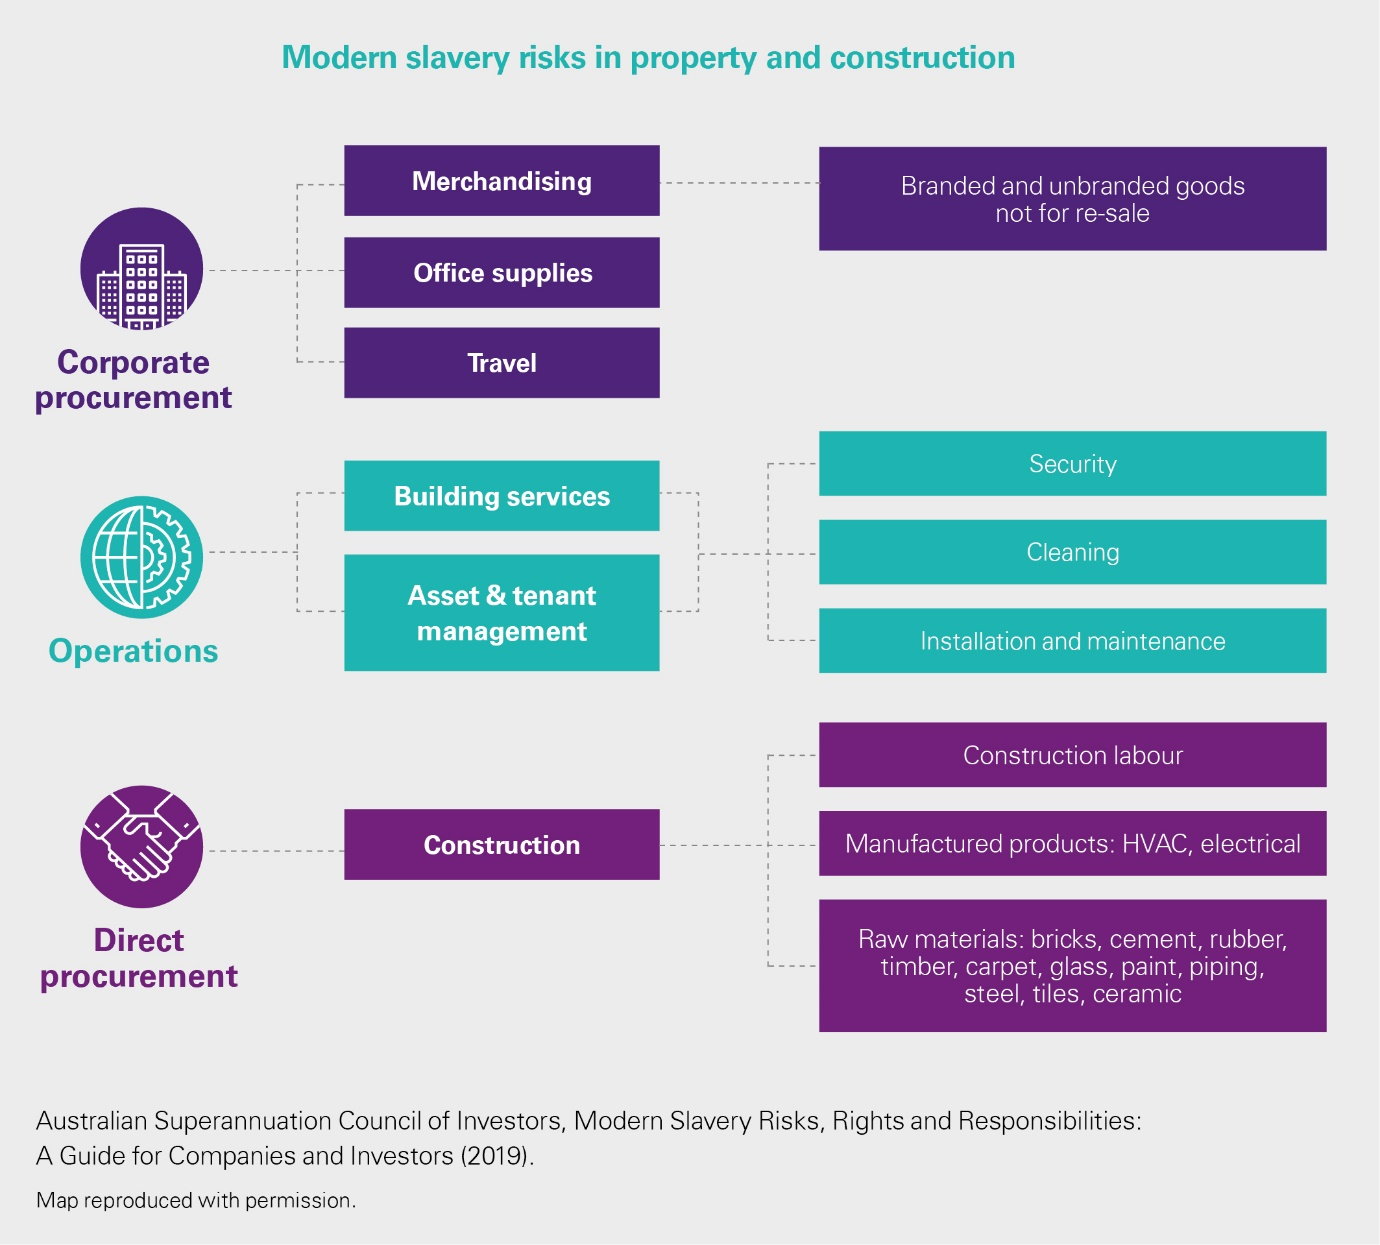 Modern slavery risks in property and construction
Corporate
procurement
Merchandising
Office supplies
Travel
Branded and unbranded goods
not for re-sale
Operations
Building services
Asset & tenant
management
Security
Cleaning
Installation and maintenance
Direct
procurement
Construction
Construction labour
Manufactured products: HVAC, electrical
Raw materials: bricks, cement, rubber,
timber, carpet, glass, paint, piping,
steel, tiles, ceramic
Australian Superannuation Council of Investors, Modern Slavery Risks, Rights and Responsibilities:
A Guide for Companies and Investors (2019).
Map reproduced with permission.